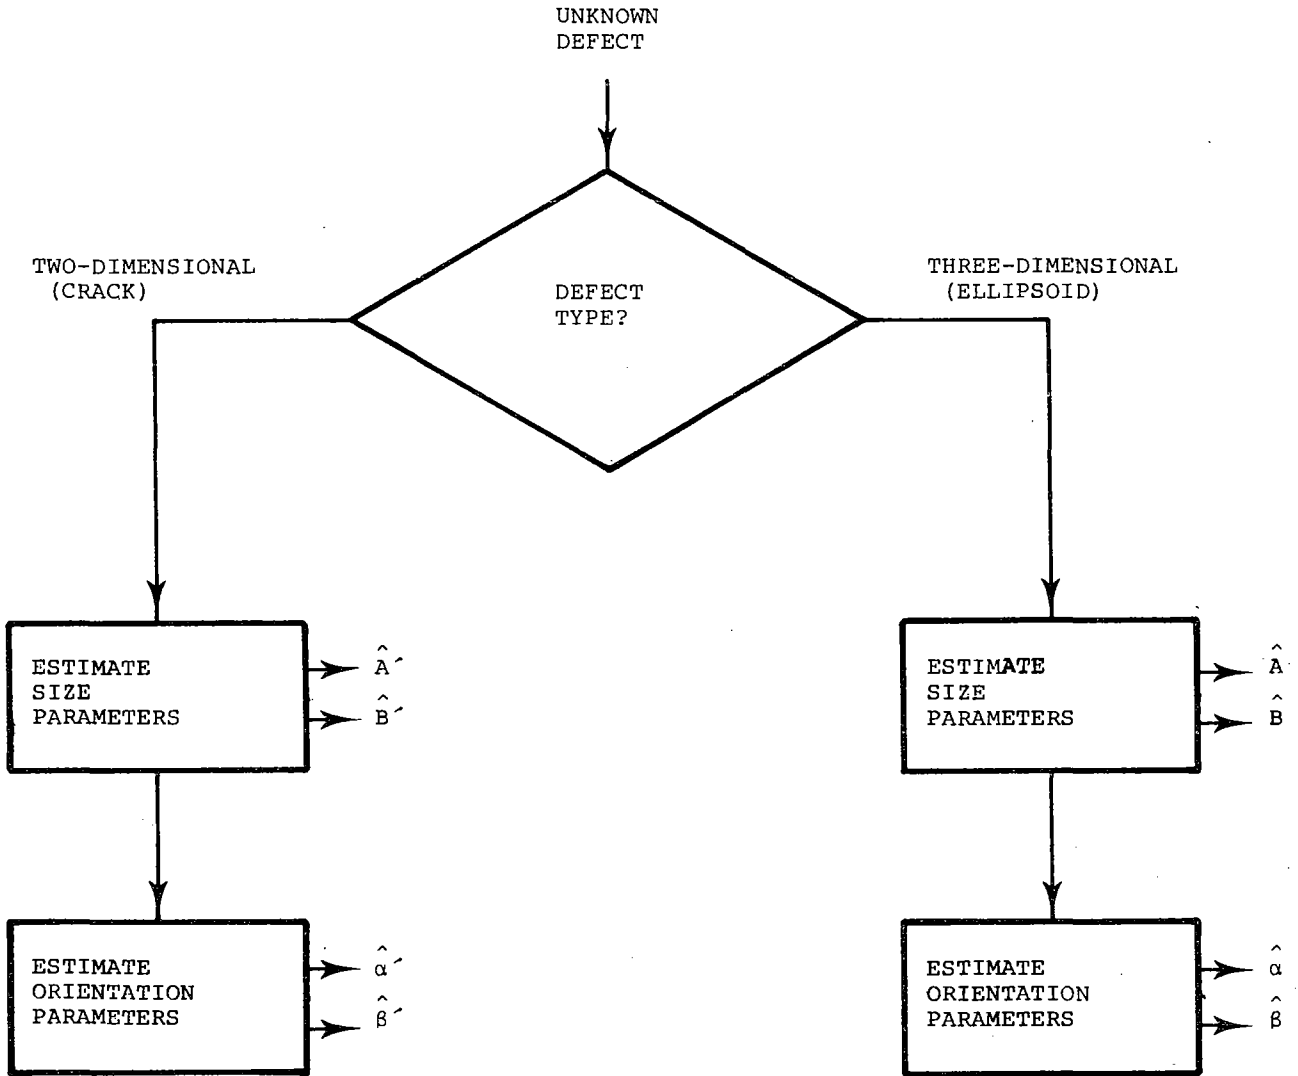 UNKNOWN
DEFECT
TWO-DIMENSIONAL
(CRACK)
DEFECT
TYPE?
THREE-DIMENSIONAL
(ELLIPSOID)
ESTIMATE
SIZE
PARAMETERS
Â´
B̂´
ESTIMATE
SIZE
PARAMETERS
Â
B̂
ESTIMATE
ORIENTATION
PARAMETERS
α̂´
β̂´
ESTIMATE
ORIENTATION
PARAMETERS
α̂
β̂